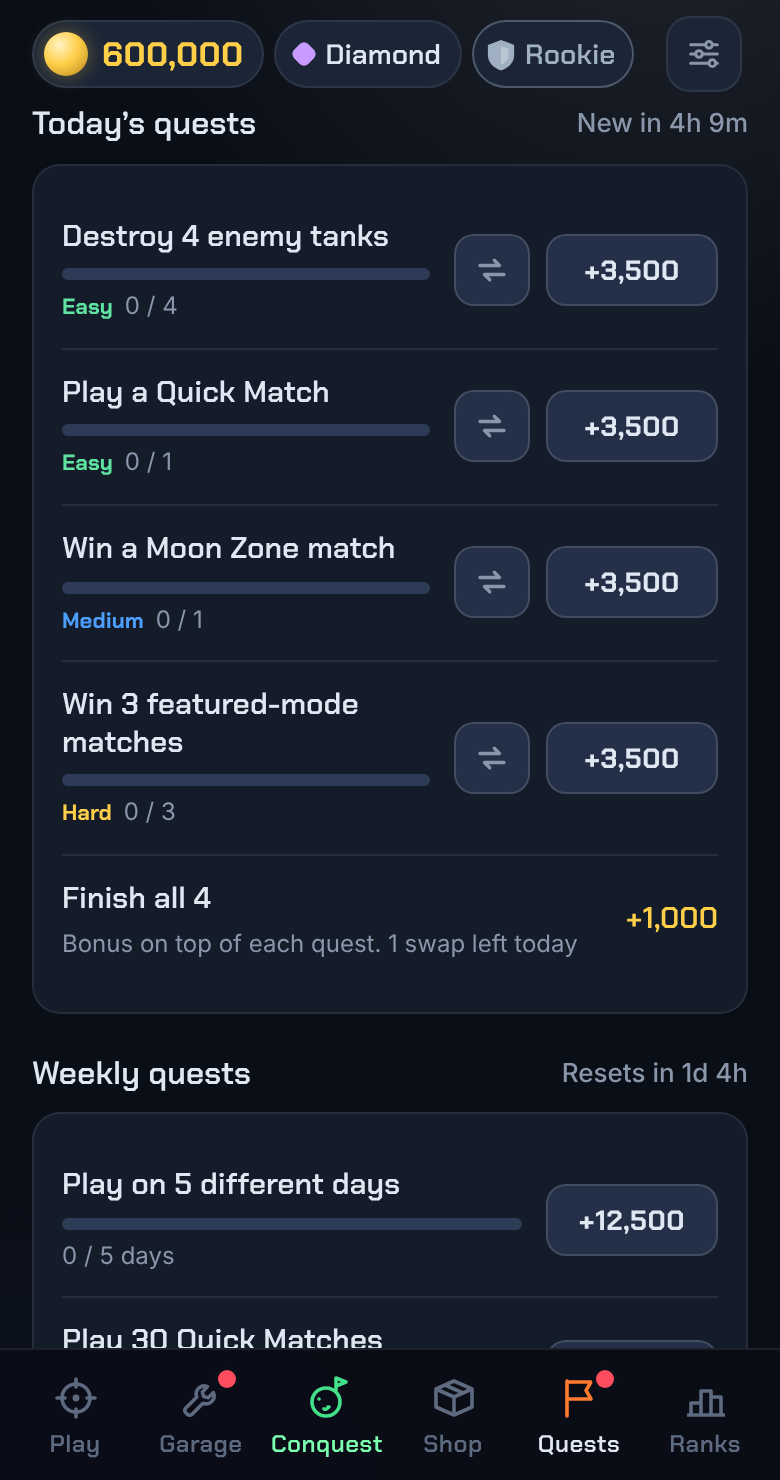 600,000 Diamond Rookie
Today’s quests New in 4h 9m
Destroy 4 enemy tanks
+3,500
Easy 0 / 4
Play a Quick Match
+3,500
Easy 0 / 1
Win a Moon Zone match
+3,500
Medium 0 / 1
Win 3 featured-mode
matches
+3,500
Hard 0 / 3
Finish all 4
+1,000
Bonus on top of each quest. 1 swap left today
Weekly quests Resets in 1d 4h
Play on 5 different days
+12,500
0 / 5 days
Play 30 Quick Matches
Play Garage Conquest Shop Quests Ranks